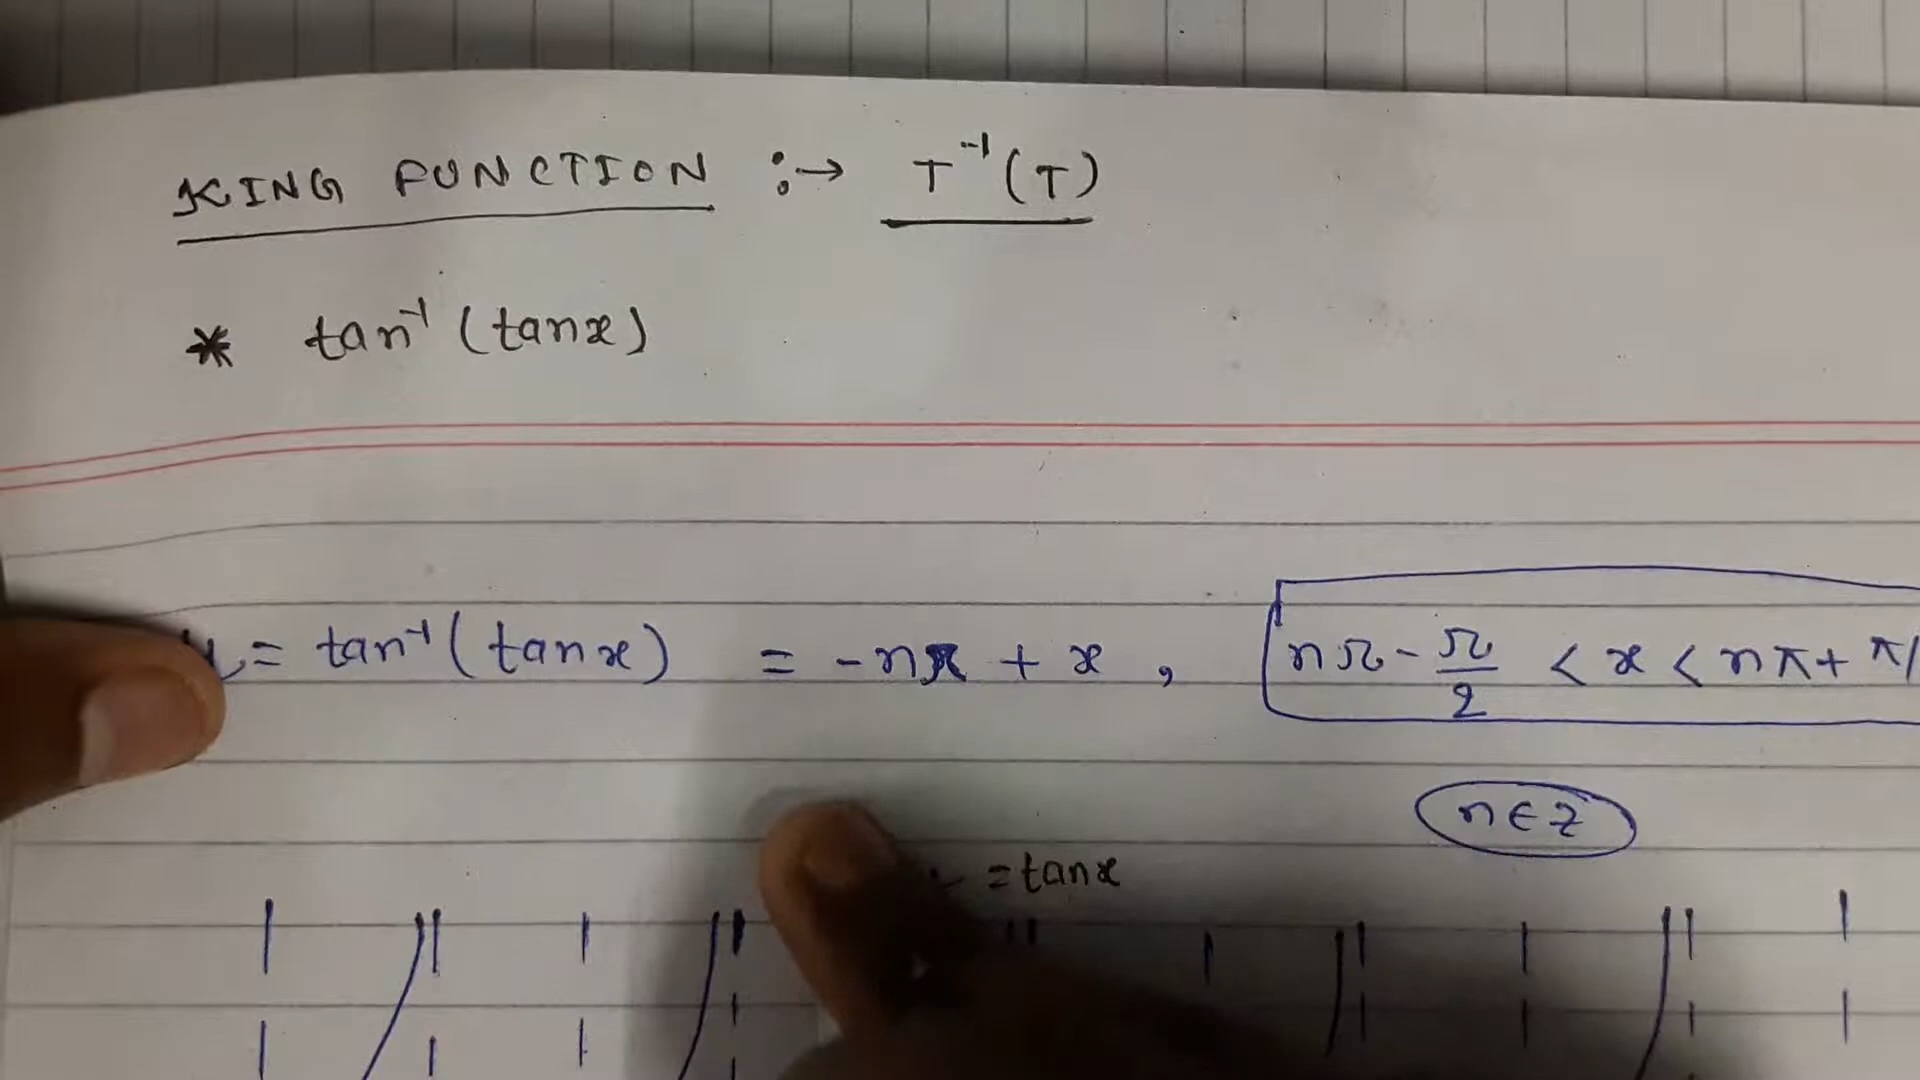 KING FUNCTION :→ T⁻¹(T)
* tan⁻¹(tanx)
= tan⁻¹(tanx) = -nπ + x , nπ - π/2 < x < nπ + π/
n∈z
= tanx